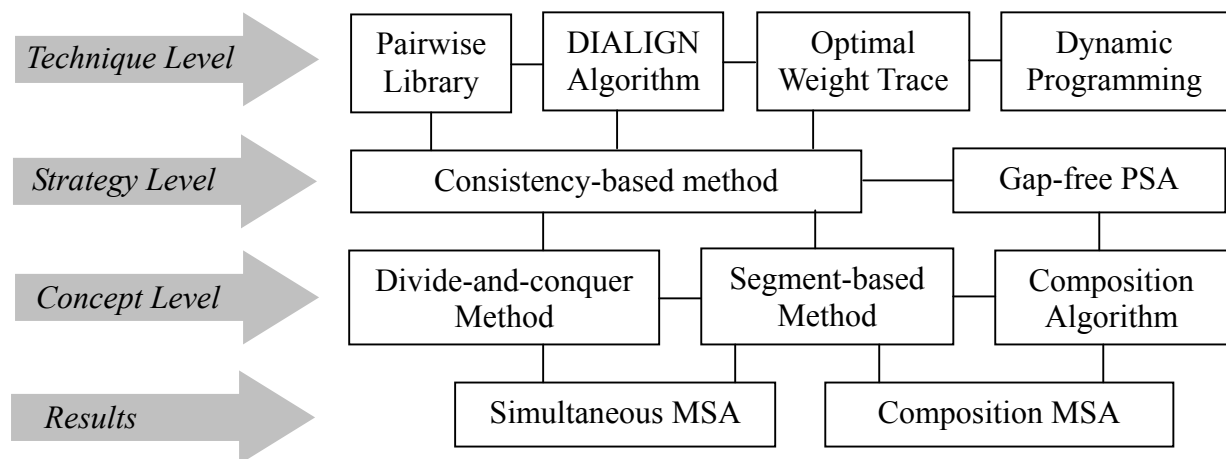 Technique Level
Pairwise
Library
DIALIGN
Algorithm
Optimal
Weight Trace
Dynamic
Programming
Strategy Level
Consistency-based method
Gap-free PSA
Concept Level
Divide-and-conquer
Method
Segment-based
Method
Composition
Algorithm
Results
Simultaneous MSA
Composition MSA